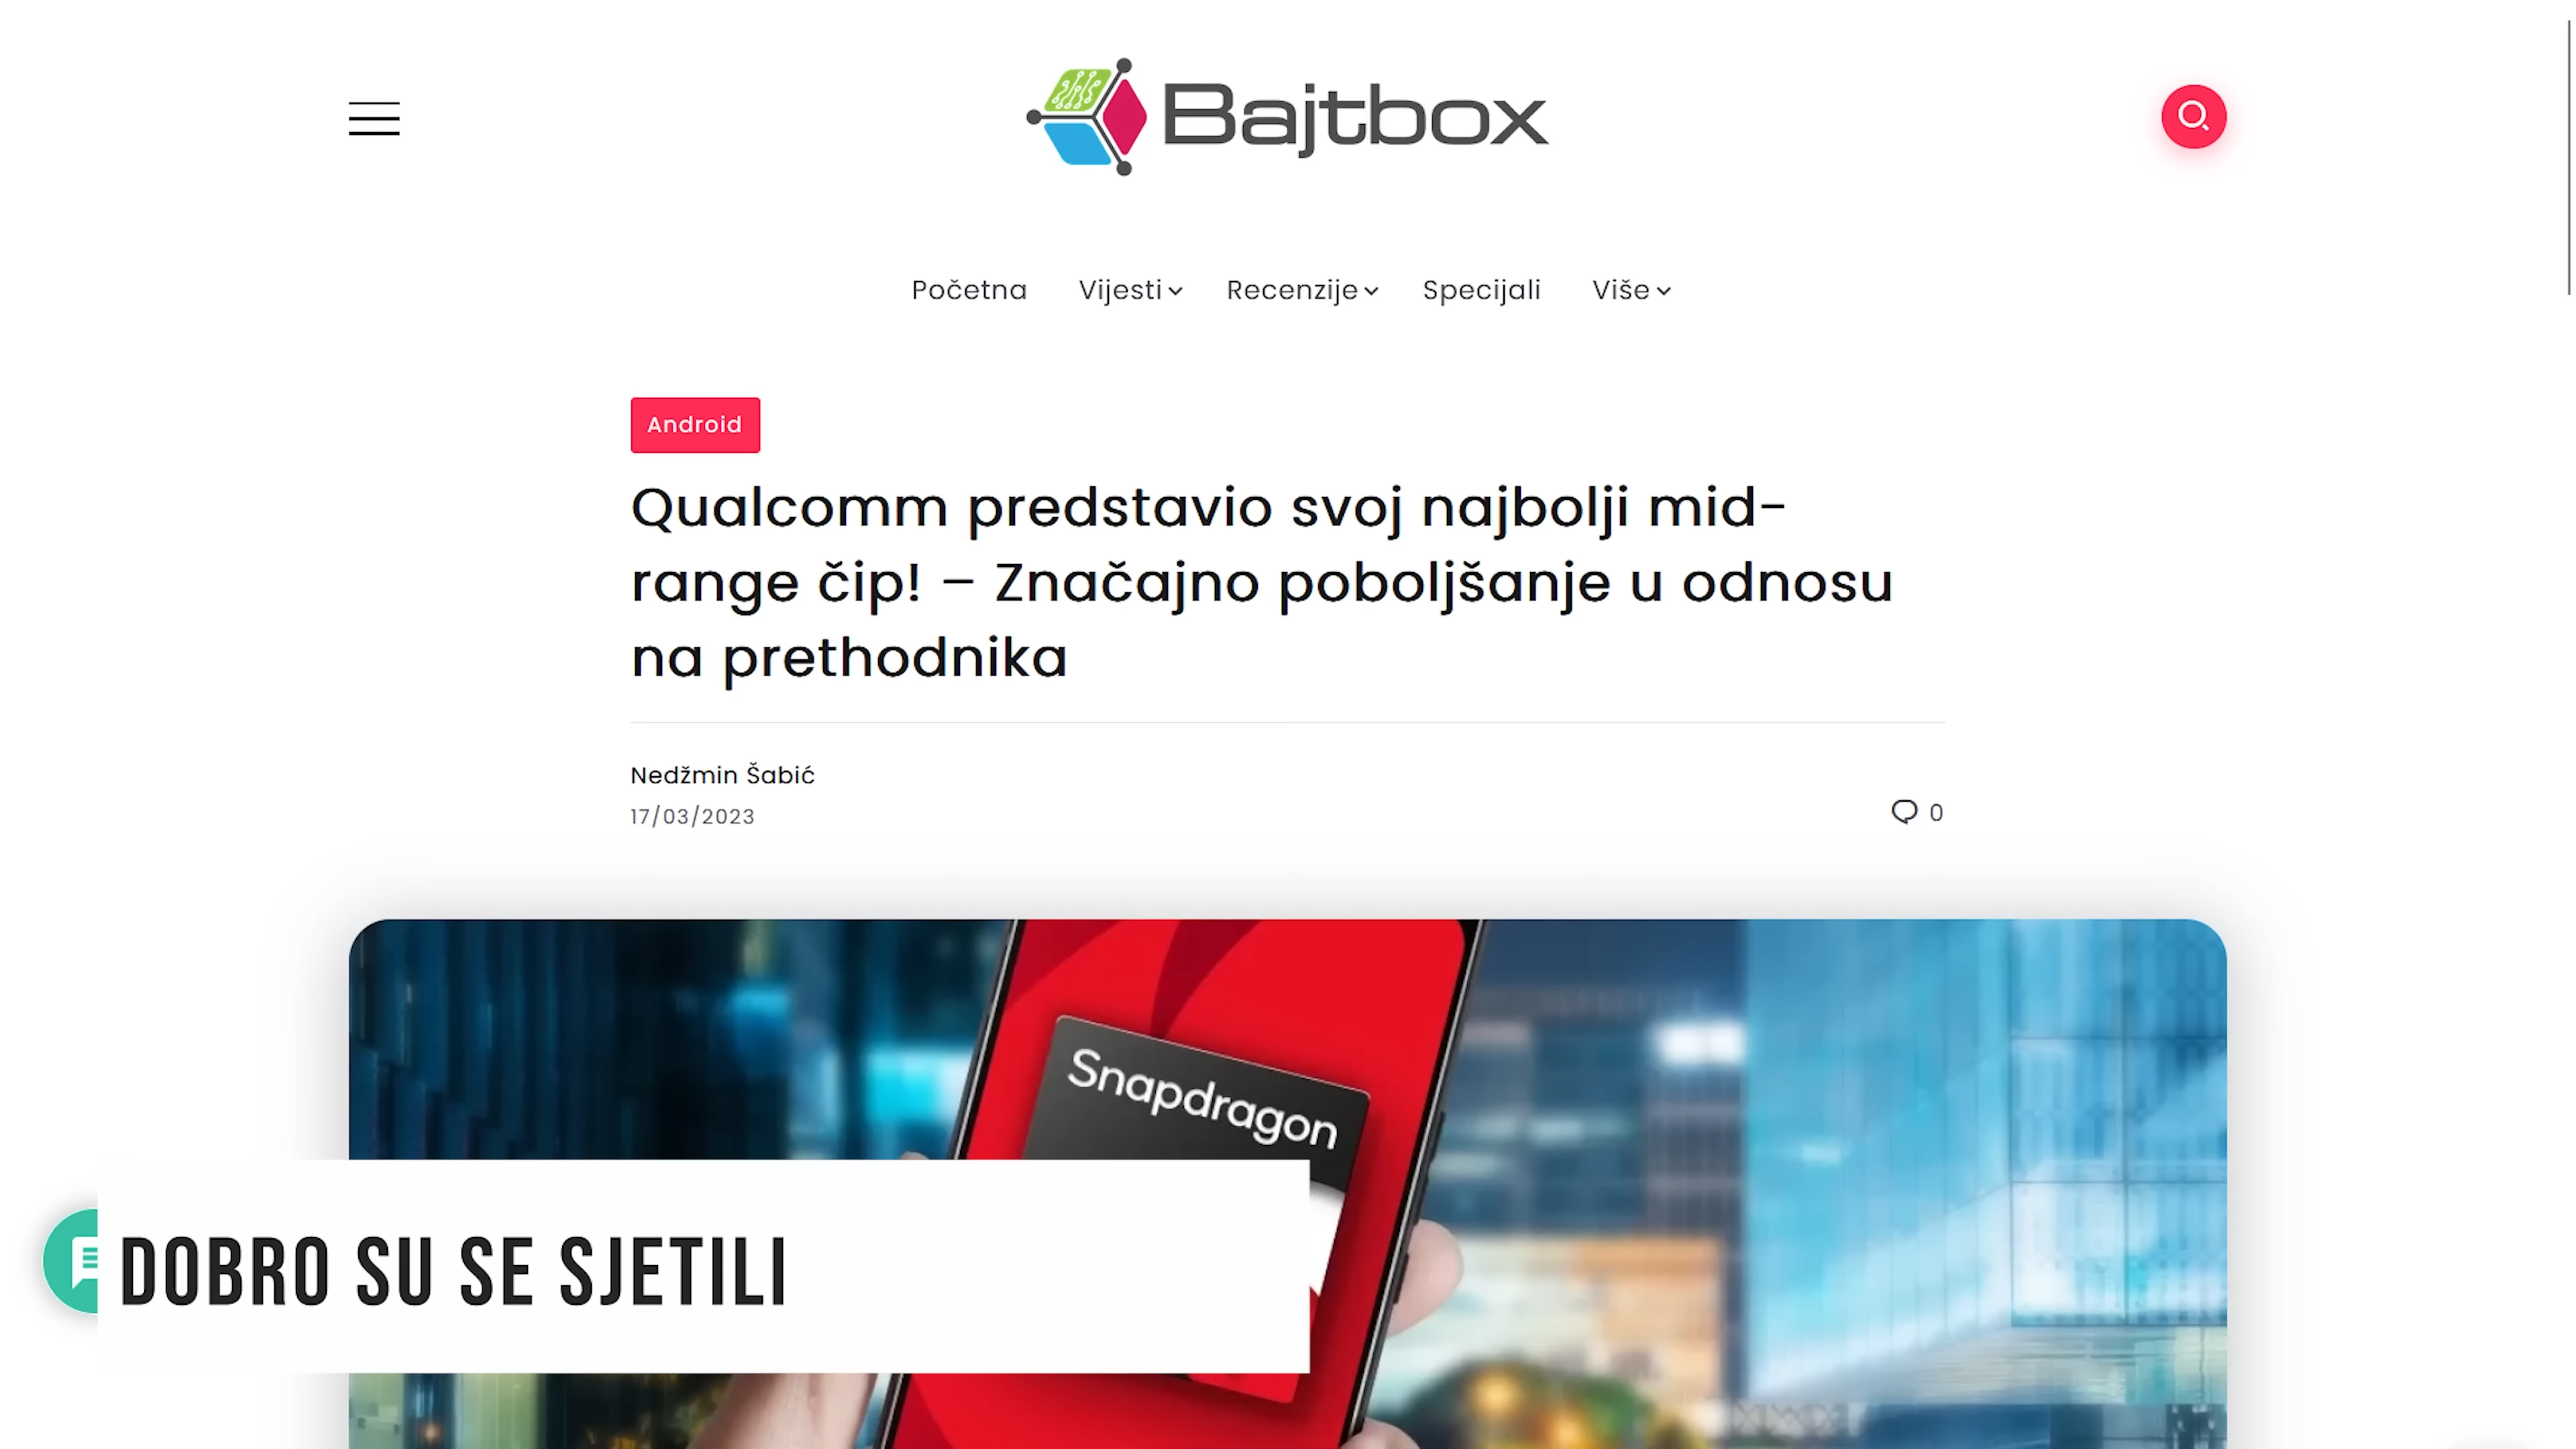 Bajtbox
Početna Vijesti Recenzije Specijali Više
Android
Qualcomm predstavio svoj najbolji mid-
range čip! – Značajno poboljšanje u odnosu
na prethodnika
Nedžmin Šabić
17/03/2023
0
Snapdragon
DOBRO SU SE SJETILI